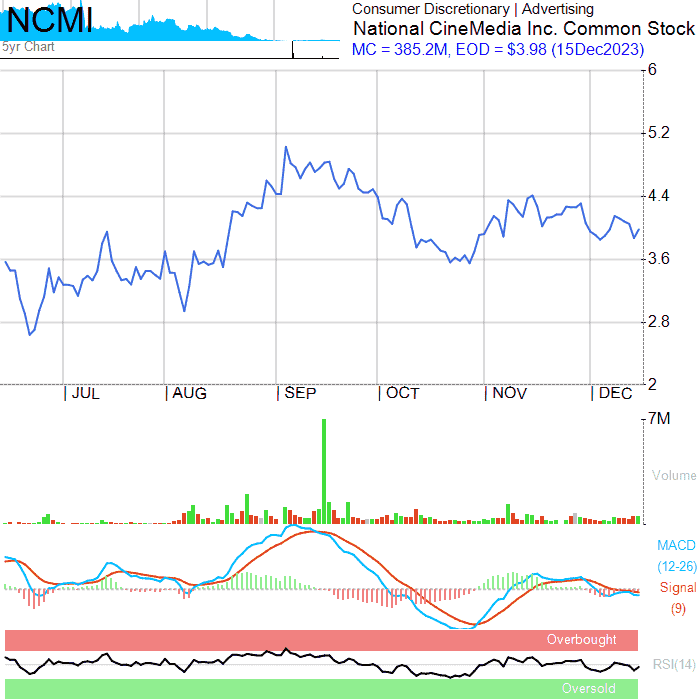 NCMI
5yr Chart
Consumer Discretionary | Advertising
National CineMedia Inc. Common Stock
MC = 385.2M, EOD = $3.98 (15Dec2023)
6
5.2
4.4
3.6
2.8
2
JUL AUG SEP OCT NOV DEC
7M
Volume
MACD
(12-26)
Signal
(9)
Overbought
RSI(14)
Oversold